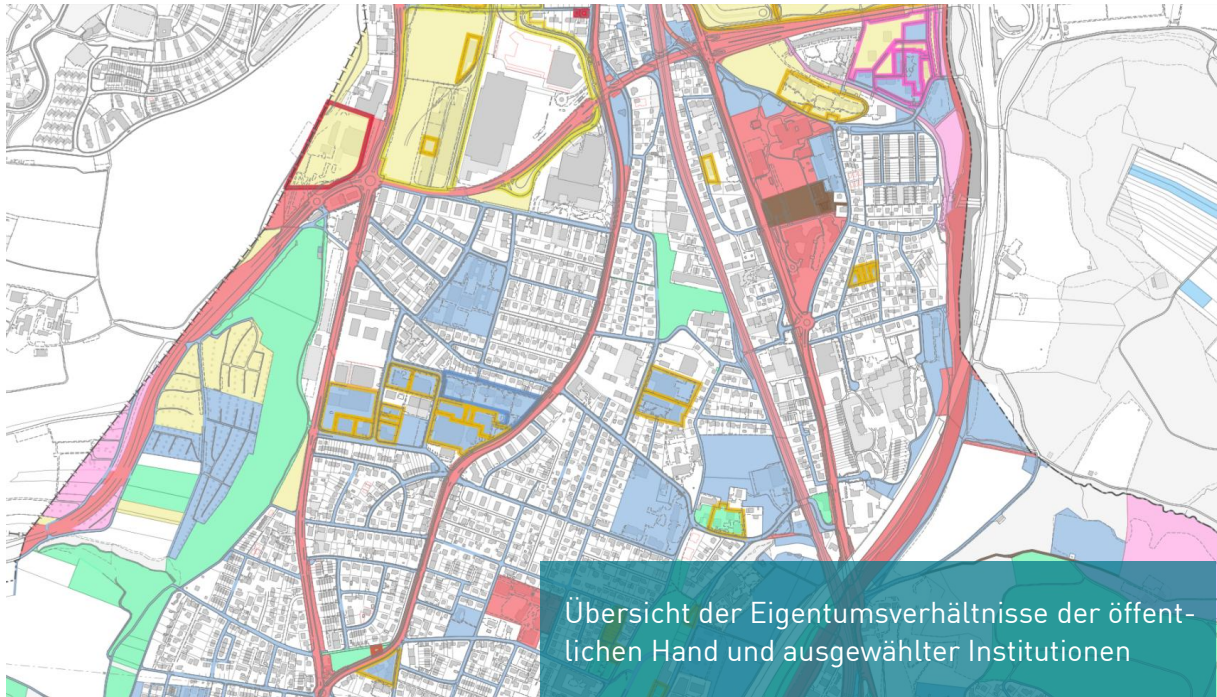 Übersicht der Eigentumsverhältnisse der öffent-
lichen Hand und ausgewählter Institutionen